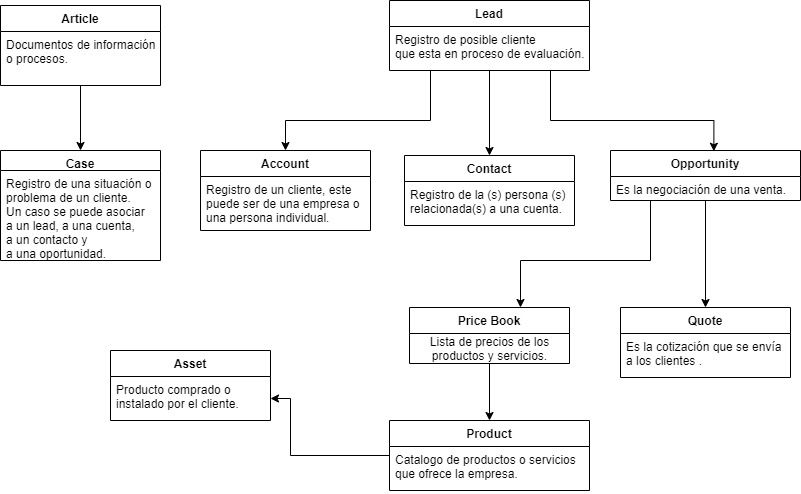 Article
Documentos de información
o procesos.
Lead
Registro de posible cliente
que esta en proceso de evaluación.
Case
Registro de una situación o
problema de un cliente.
Un caso se puede asociar
a un lead, a una cuenta,
a un contacto y
a una oportunidad.
Account
Registro de un cliente, este
puede ser de una empresa o
una persona individual.
Contact
Registro de la (s) persona (s)
relacionada(s) a una cuenta.
Opportunity
Es la negociación de una venta.
Price Book
Lista de precios de los
productos y servicios.
Quote
Es la cotización que se envía
a los clientes .
Asset
Producto comprado o
instalado por el cliente.
Product
Catalogo de productos o servicios
que ofrece la empresa.